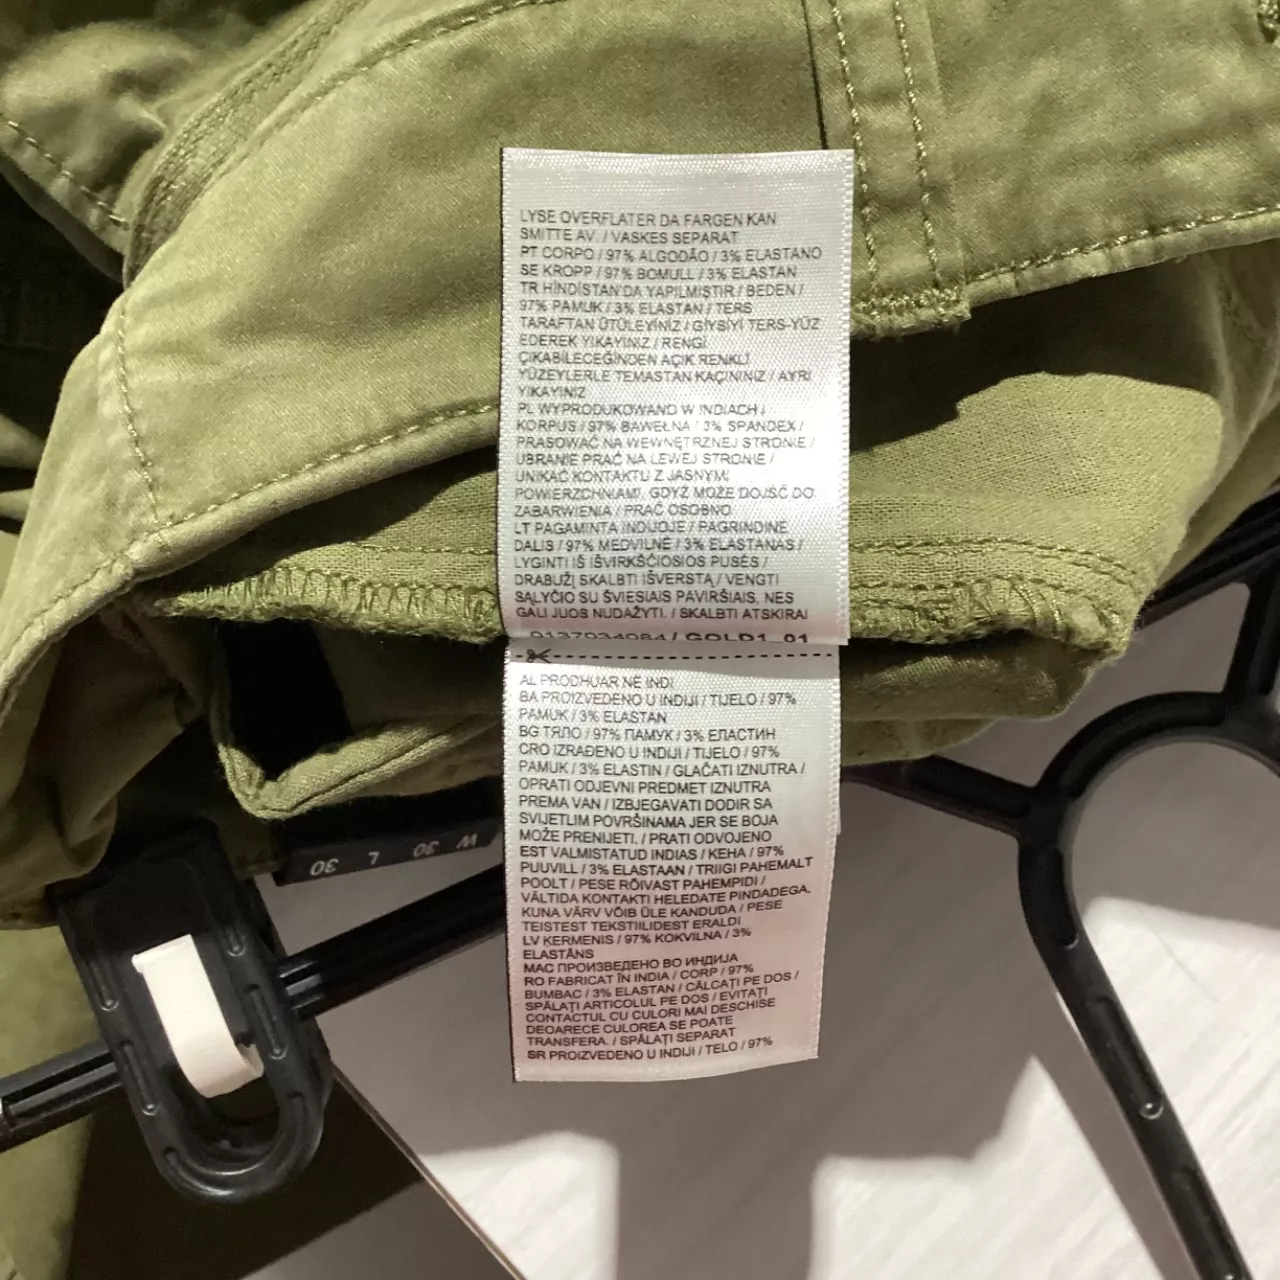 LYSE OVERFLATER DA FARGEN KAN
SMITTE AV. / VASKES SEPARAT
PT CORPO / 97% ALGODÃO / 3% ELASTANO
SE KROPP / 97% BOMULL / 3% ELASTAN
TR HİNDİSTAN'DA YAPILMIŞTIR / BEDEN /
97% PAMUK / 3% ELASTAN / TERS
TARAFTAN ÜTÜLEYİNİZ / GİYSİYİ TERS-YÜZ
EDEREK YIKAYINIZ / RENGİ
ÇIKABİLECEĞİNDEN AÇIK RENKLİ
YÜZEYLERLE TEMASTAN KAÇININIZ / AYRI
YIKAYINIZ
PL WYPRODUKOWANO W INDIACH /
KORPUS / 97% BAWEŁNA / 3% SPANDEX /
PRASOWAĆ NA WEWNĘTRZNEJ STRONIE /
UBRANIE PRAĆ NA LEWEJ STRONIE /
UNIKAĆ KONTAKTU Z JASNYMI
POWIERZCHNIAMI, GDYŻ MOŻE DOJŚĆ DO
ZABARWIENIA / PRAĆ OSOBNO
LT PAGAMINTA INDIJOJE / PAGRINDINĖ
DALIS / 97% MEDVILNĖ / 3% ELASTANAS /
LYGINTI IŠ IŠVIRKŠČIOSIOS PUSĖS /
DRABUŽĮ SKALBTI IŠVERSTĄ / VENGTI
SĄLYČIO SU ŠVIESIAIS PAVIRŠIAIS, NES
GALI JUOS NUDAŽYTI. / SKALBTI ATSKIRAI
0137034084 / GOLD1_01
AL PRODHUAR NË INDI
BA PROIZVEDENO U INDIJI / TIJELO / 97%
PAMUK / 3% ELASTAN
BG ТЯЛО / 97% ПАМУК / 3% ЕЛАСТИН
CRO IZRAĐENO U INDIJI / TIJELO / 97%
PAMUK / 3% ELASTIN / GLAČATI IZNUTRA /
OPRATI ODJEVNI PREDMET IZNUTRA
PREMA VAN / IZBJEGAVATI DODIR SA
SVIJETLIM POVRŠINAMA JER SE BOJA
MOŽE PRENIJETI. / PRATI ODVOJENO
EST VALMISTATUD INDIAS / KEHA / 97%
PUUVILL / 3% ELASTAAN / TRIIGI PAHEMALT
POOLT / PESE RÕIVAST PAHEMPIDI /
VÄLTIDA KONTAKTI HELEDATE PINDADEGA,
KUNA VÄRV VÕIB ÜLE KANDUDA / PESE
TEISTEST TEKSTIILIDEST ERALDI
LV ĶERMENIS / 97% KOKVILNA / 3%
ELASTĀNS
MAC ПРОИЗВЕДЕНО ВО ИНДИЈА
RO FABRICAT ÎN INDIA / CORP / 97%
BUMBAC / 3% ELASTAN / CĂLCAȚI PE DOS /
SPĂLAȚI ARTICOLUL PE DOS / EVITAȚI
CONTACTUL CU CULORI MAI DESCHISE
DEOARECE CULOREA SE POATE
TRANSFERA. / SPĂLAȚI SEPARAT
SR PROIZVEDENO U INDIJI / TELO / 97%
W 30 L 30